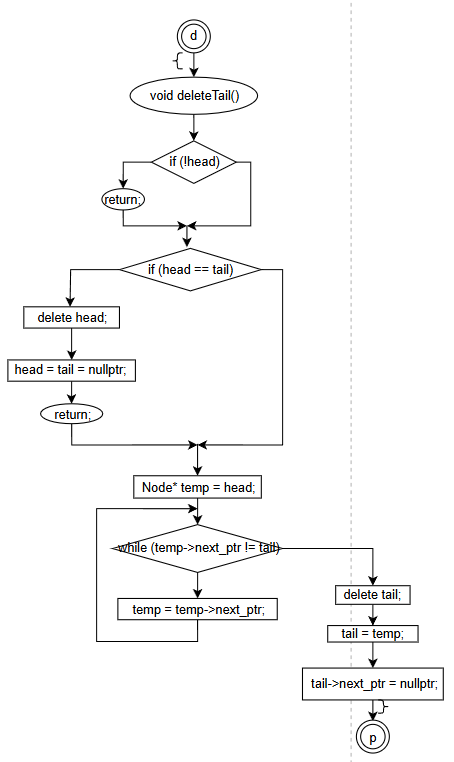 d
{
void deleteTail()
if (!head)
return;
if (head == tail)
delete head;
head = tail = nullptr;
return;
Node* temp = head;
while (temp->next_ptr != tail)
temp = temp->next_ptr;
delete tail;
tail = temp;
tail->next_ptr = nullptr;
}
p